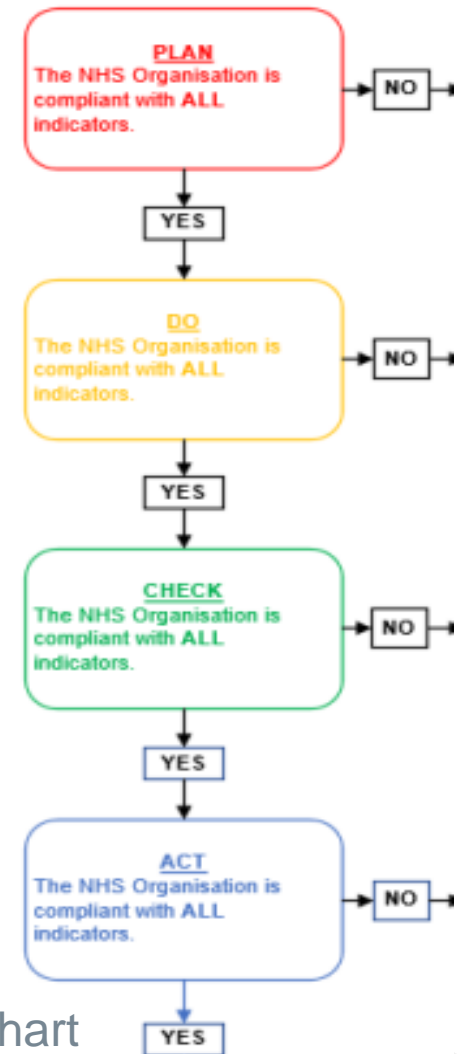 PLAN
The NHS Organisation is
compliant with ALL
indicators.
NO
YES
DO
The NHS Organisation is
compliant with ALL
indicators.
NO
YES
CHECK
The NHS Organisation is
compliant with ALL
indicators.
NO
YES
ACT
The NHS Organisation is
compliant with ALL
indicators.
NO
hart
YES